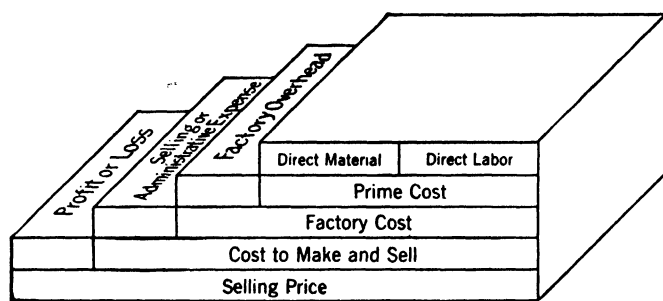 Profit or Loss
Selling or
Administrative Expense
Factory Overhead
Direct Material
Direct Labor
Prime Cost
Factory Cost
Cost to Make and Sell
Selling Price